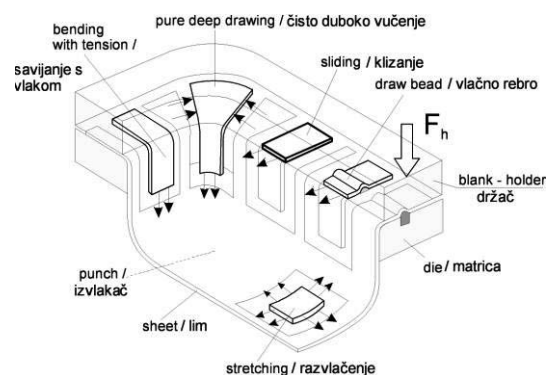 pure deep drawing / čisto duboko vučenje
bending
with tension /
savijanje s
vlakom
sliding / klizanje
draw bead / vlačno rebro
Fh
blank - holder
držač
die / matrica
punch /
izvlakač
sheet / lim
stretching / razvlačenje